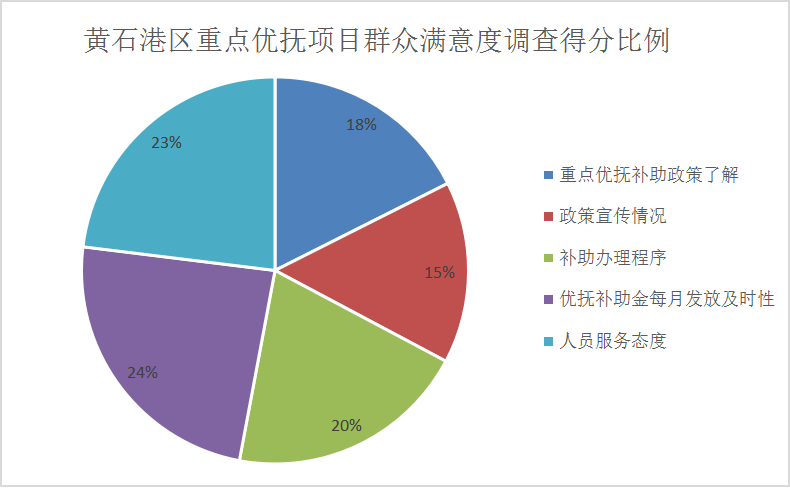 黄石港区重点优抚项目群众满意度调查得分比例
18%
23%
15%
24%
20%
重点优抚补助政策了解
政策宣传情况
补助办理程序
优抚补助金每月发放及时性
人员服务态度